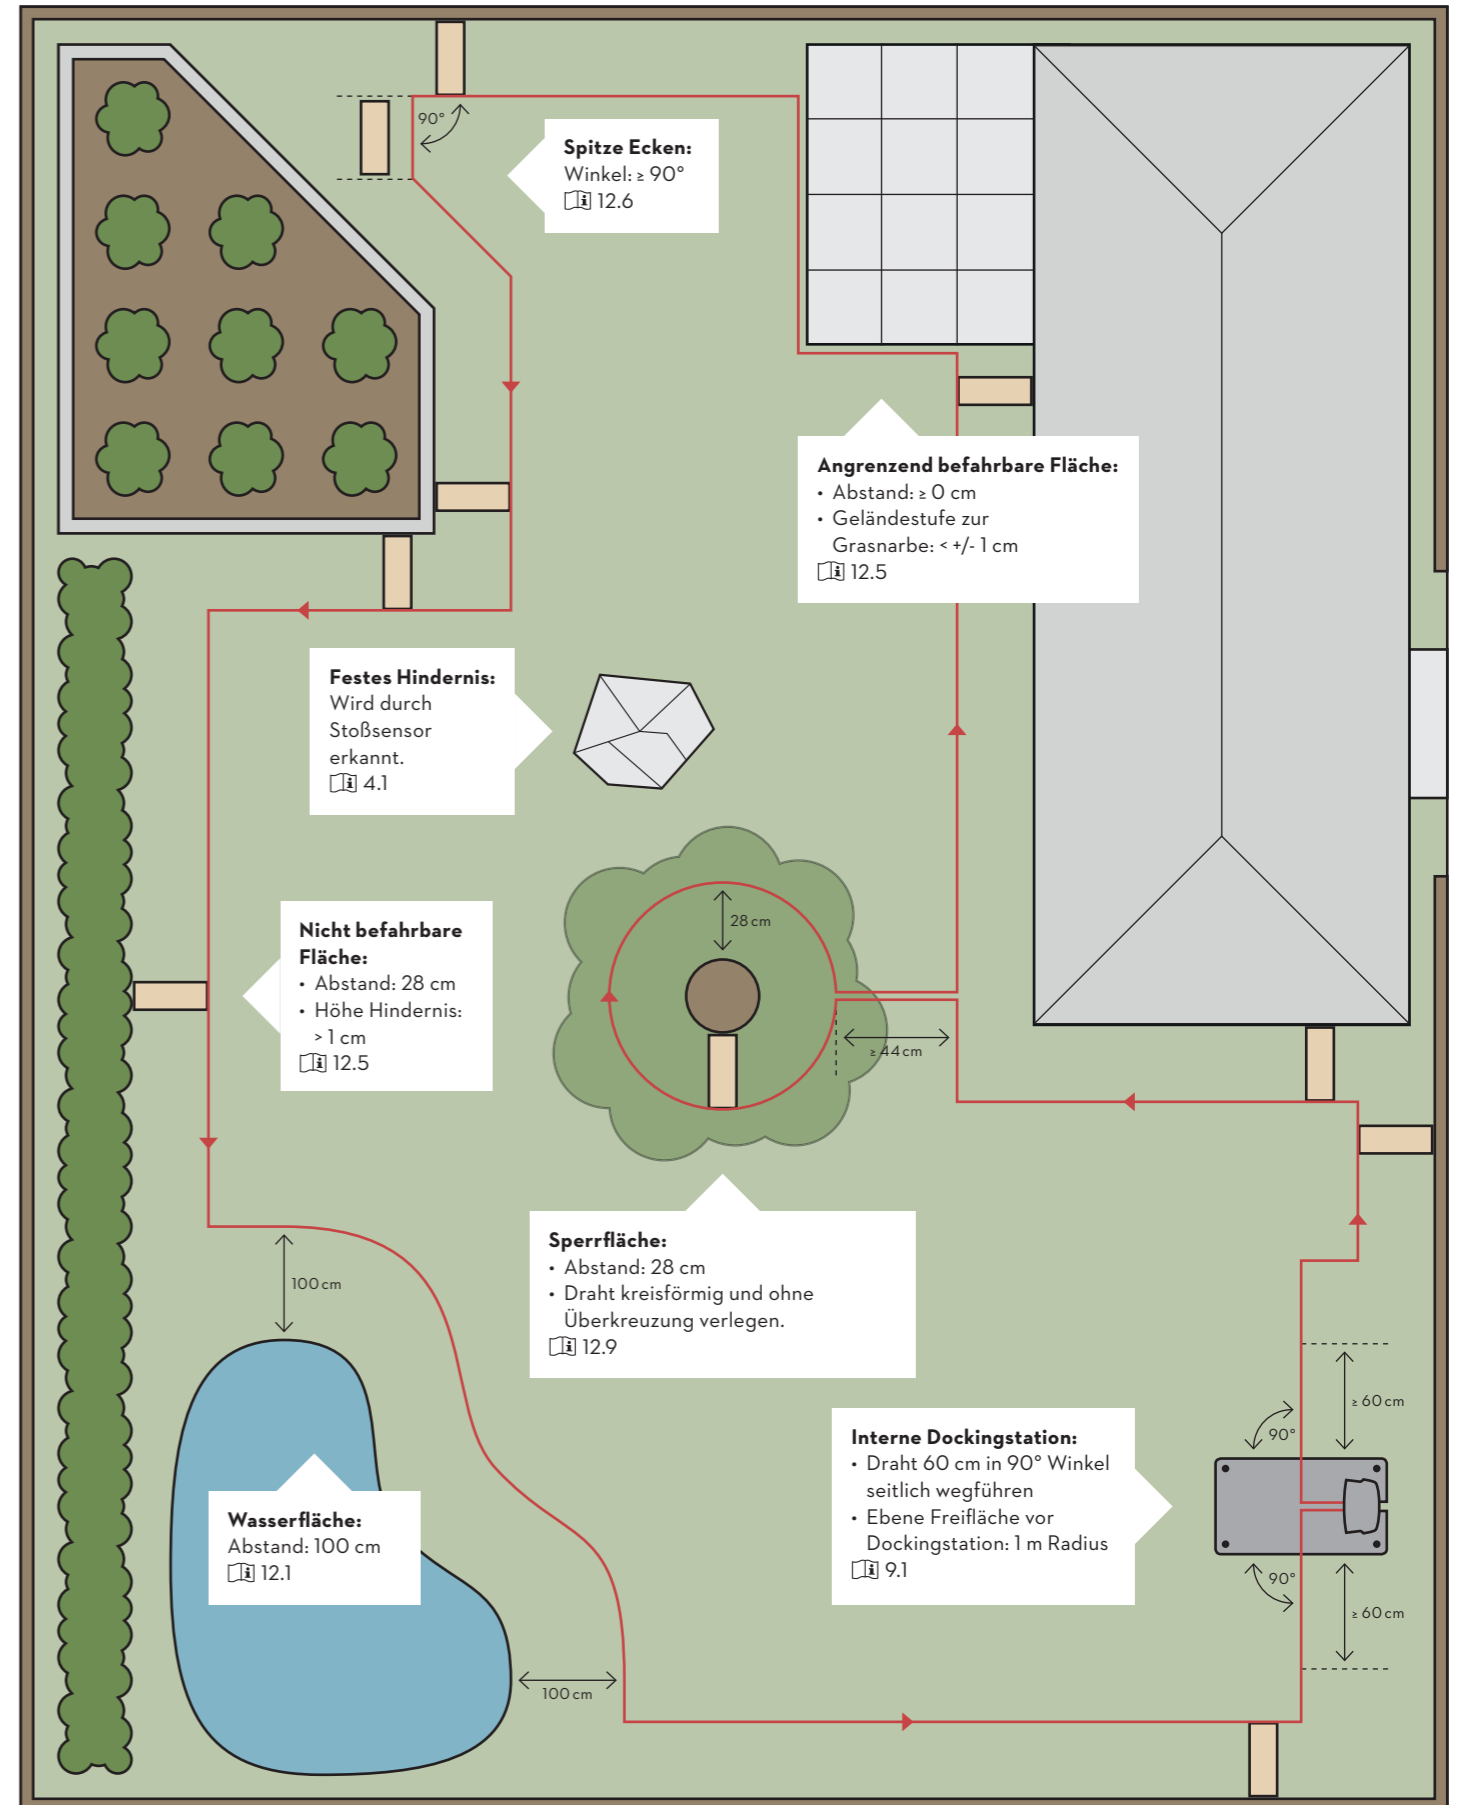 90°
Spitze Ecken:
Winkel: ≥ 90°
12.6
Angrenzend befahrbare Fläche:
• Abstand: ≥ 0 cm
• Geländestufe zur
Grasnarbe: < +/- 1 cm
12.5
Festes Hindernis:
Wird durch
Stoßsensor
erkannt.
4.1
28 cm
Nicht befahrbare
Fläche:
• Abstand: 28 cm
• Höhe Hindernis:
> 1 cm
12.5
≥ 44 cm
Sperrfläche:
• Abstand: 28 cm
• Draht kreisförmig und ohne
Überkreuzung verlegen.
12.9
100 cm
≥ 60 cm
90°
Interne Dockingstation:
• Draht 60 cm in 90° Winkel
seitlich wegführen
• Ebene Freifläche vor
Dockingstation: 1 m Radius
9.1
Wasserfläche:
Abstand: 100 cm
12.1
90°
≥ 60 cm
100 cm